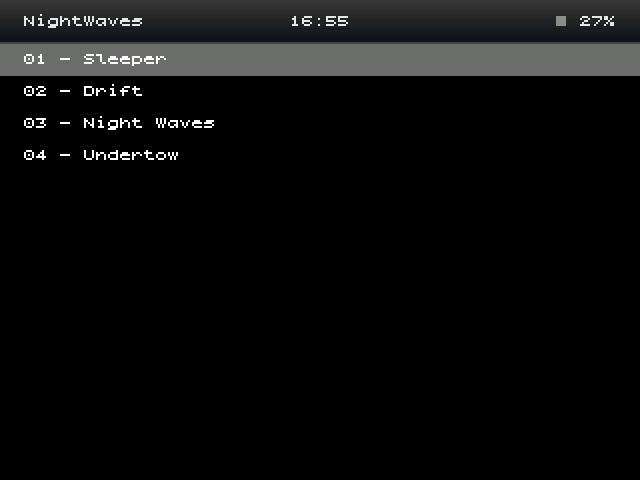 NightWaves 16:55 27%
01 - Sleeper
02 - Drift
03 - Night Waves
04 - Undertow